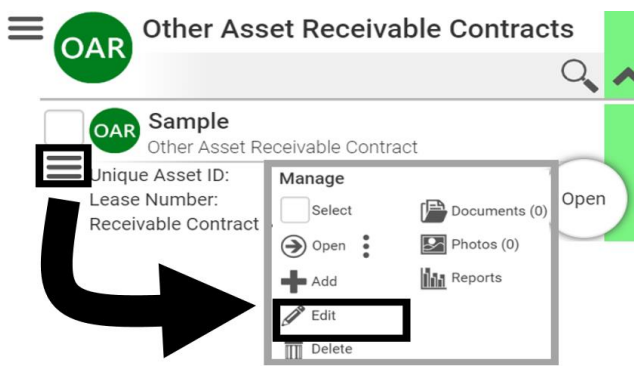 OAR
Other Asset Receivable Contracts
OAR
Sample
Other Asset Receivable Contract
Unique Asset ID:
Lease Number:
Receivable Contract
Manage
Select
Documents (0)
Open
Photos (0)
Add
Reports
Edit
Delete
Open